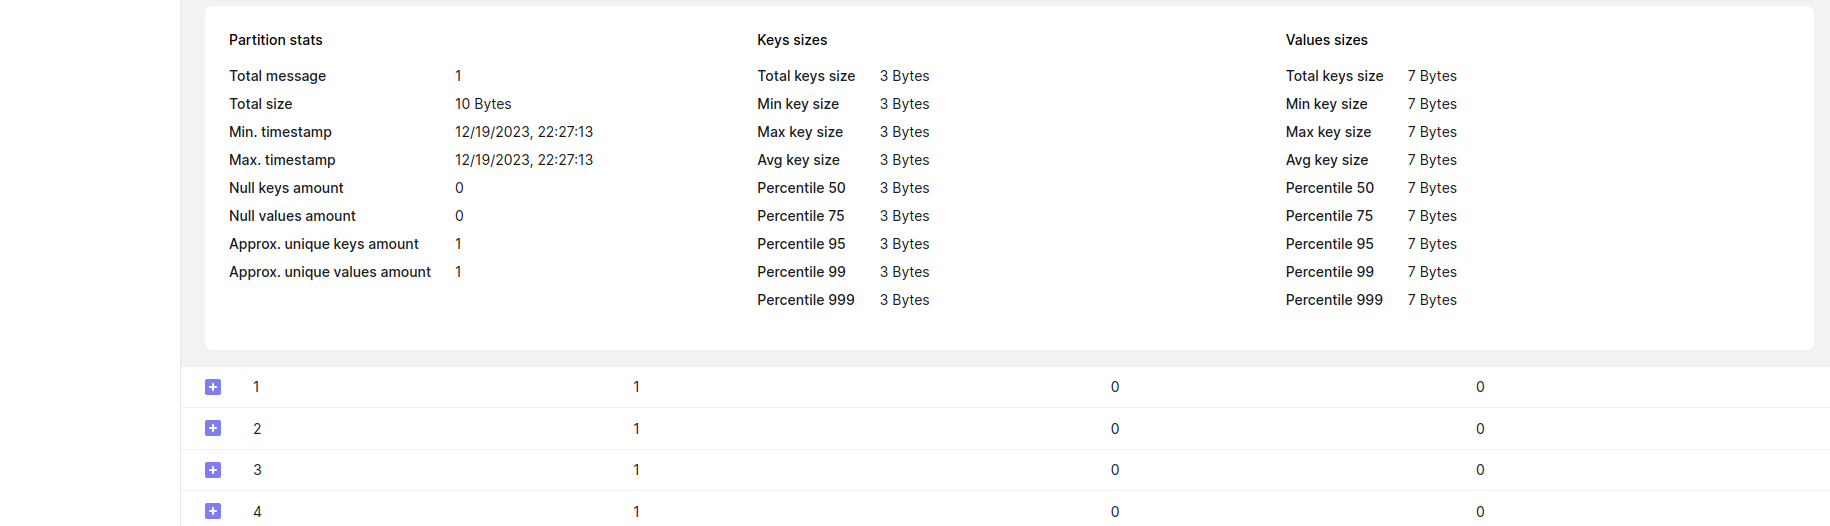 Partition stats
Total message 1
Total size 10 Bytes
Min. timestamp 12/19/2023, 22:27:13
Max. timestamp 12/19/2023, 22:27:13
Null keys amount 0
Null values amount 0
Approx. unique keys amount 1
Approx. unique values amount 1
Keys sizes
Total keys size 3 Bytes
Min key size 3 Bytes
Max key size 3 Bytes
Avg key size 3 Bytes
Percentile 50 3 Bytes
Percentile 75 3 Bytes
Percentile 95 3 Bytes
Percentile 99 3 Bytes
Percentile 999 3 Bytes
Values sizes
Total keys size 7 Bytes
Min key size 7 Bytes
Max key size 7 Bytes
Avg key size 7 Bytes
Percentile 50 7 Bytes
Percentile 75 7 Bytes
Percentile 95 7 Bytes
Percentile 99 7 Bytes
Percentile 999 7 Bytes
1 1 0 0
2 1 0 0
3 1 0 0
4 1 0 0